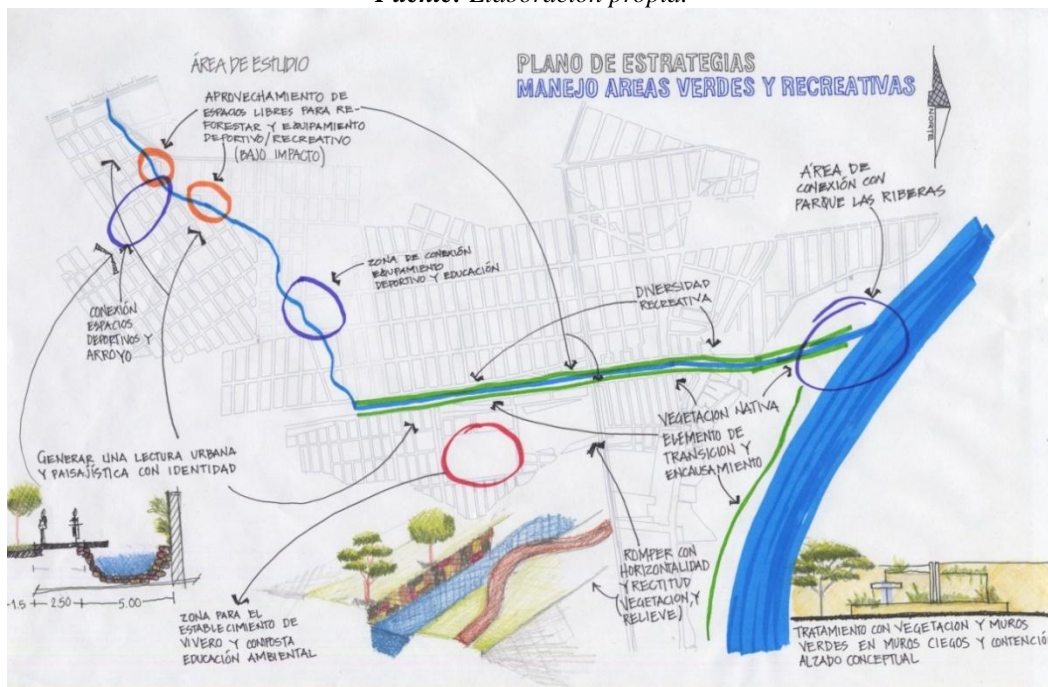 Fuente: Elaboración propia.
PLANO DE ESTRATEGIAS
MANEJO AREAS VERDES Y RECREATIVAS
NORTE
ÁREA DE ESTUDIO
APROVECHAMIENTO DE
ESPACIOS LIBRES PARA RE-
FORESTAR Y EQUIPAMIENTO
DEPORTIVO/RECREATIVO
(BAJO IMPACTO)
ÁREA DE
CONEXIÓN CON
PARQUE LAS RIBERAS
ZONA DE CONEXIÓN
EQUIPAMIENTO
DEPORTIVO Y EDUCACIÓN
DIVERSIDAD
RECREATIVA
CONEXIÓN
ESPACIOS
DEPORTIVOS Y
ARROYO
VEGETACION NATIVA
ELEMENTO DE
TRANSICION Y
ENCAUSAMIENTO
GENERAR UNA LECTURA URBANA
Y PAISAJÍSTICA CON IDENTIDAD
ROMPER CON
HORIZONTALIDAD
Y RECTITUD
(VEGETACION, Y
RELIEVE)
1.5 2.50 5.00
ZONA PARA EL
ESTABLECIMIENTO DE
VIVERO Y COMPOSTA
EDUCACIÓN AMBIENTAL
TRATAMIENTO CON VEGETACION Y MUROS
VERDES EN MUROS CIEGOS Y CONTENCIÓN
ALZADO CONCEPTUAL